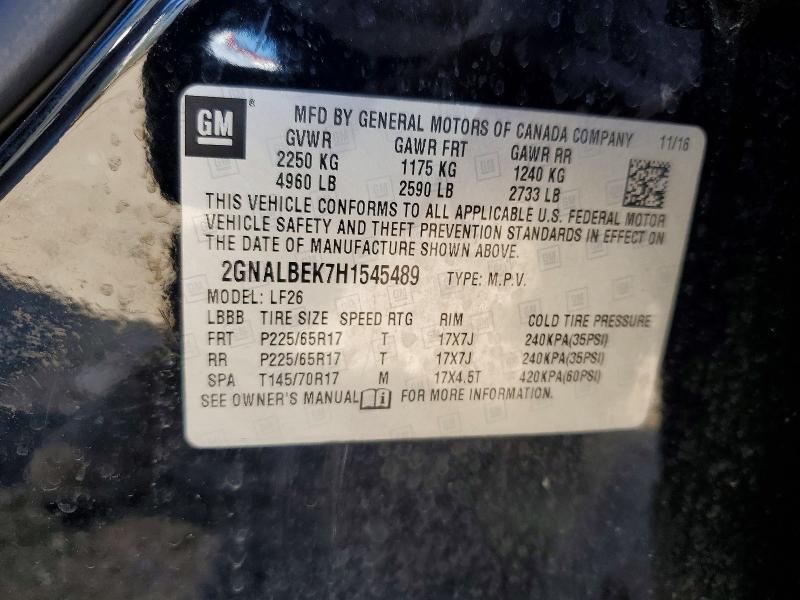 GM ® MFD BY GENERAL MOTORS OF CANADA COMPANY 11/16
GVWR GAWR FRT GAWR RR
2250 KG 1175 KG 1240 KG
4960 LB 2590 LB 2733 LB
THIS VEHICLE CONFORMS TO ALL APPLICABLE U.S. FEDERAL MOTOR
VEHICLE SAFETY AND THEFT PREVENTION STANDARDS IN EFFECT ON
THE DATE OF MANUFACTURE SHOWN ABOVE.
2GNALBEK7H1545489 TYPE: M.P.V.
MODEL: LF26
LBBB TIRE SIZE SPEED RTG RIM COLD TIRE PRESSURE
FRT P225/65R17 T 17X7J 240KPA(35PSI)
RR P225/65R17 T 17X7J 240KPA(35PSI)
SPA T145/70R17 M 17X4.5T 420KPA(60PSI)
SEE OWNER'S MANUAL FOR MORE INFORMATION.